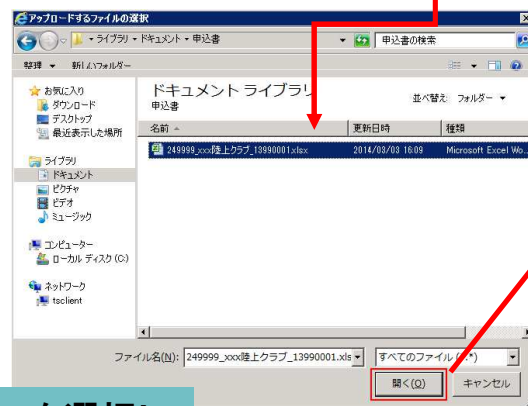 アップロードするファイルの選択
ライブラリ ▸ ドキュメント ▸ 申込書
申込書の検索
整理 ▼ 新しいフォルダー
お気に入り
ダウンロード
デスクトップ
最近表示した場所
ライブラリ
ドキュメント
ピクチャ
ビデオ
ミュージック
コンピューター
ローカル ディスク (C:)
ネットワーク
tsclient
ドキュメント ライブラリ
申込書
並べ替え: フォルダー ▼
名前 更新日時 種類
249999_xxx陸上クラブ_13990001.xlsx 2014/03/03 16:09 Microsoft Excel Wo...
ファイル名(N): 249999_xxx陸上クラブ_13990001.xls すべてのファイル (*.*)
開く(O) キャンセル